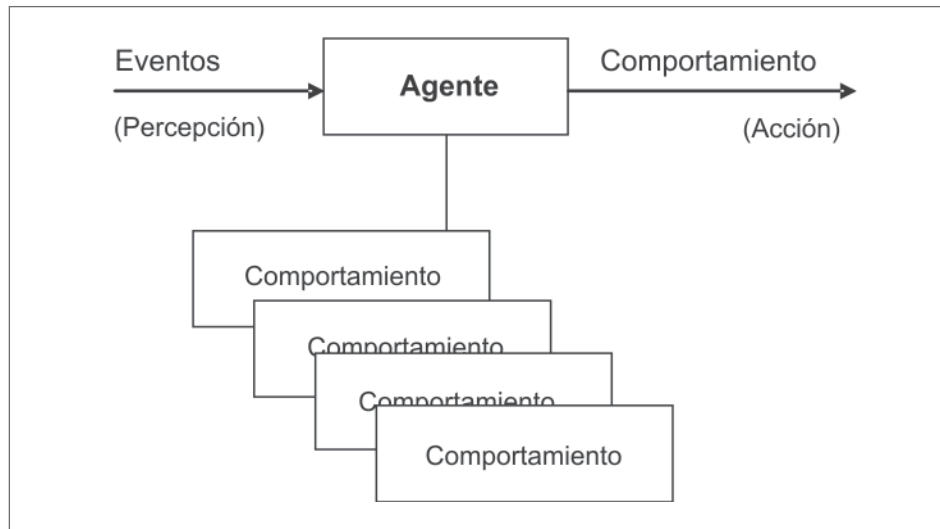 Eventos
Agente
Comportamiento
(Percepción)
(Acción)
Comportamiento
Comportamiento
Comportamiento
Comportamiento